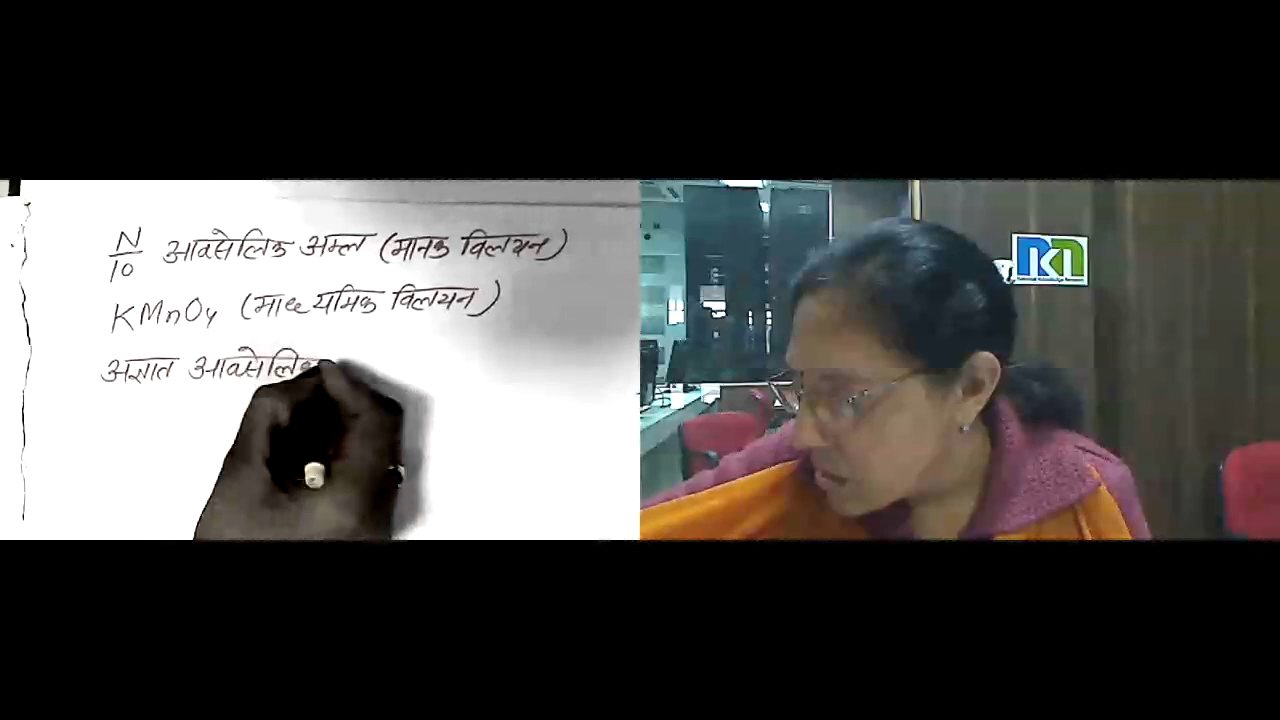 N/10 आक्सेलिक अम्ल (मानक विलयन)
KMnO4 (माध्यमिक विलयन)
अज्ञात आक्सेलिक